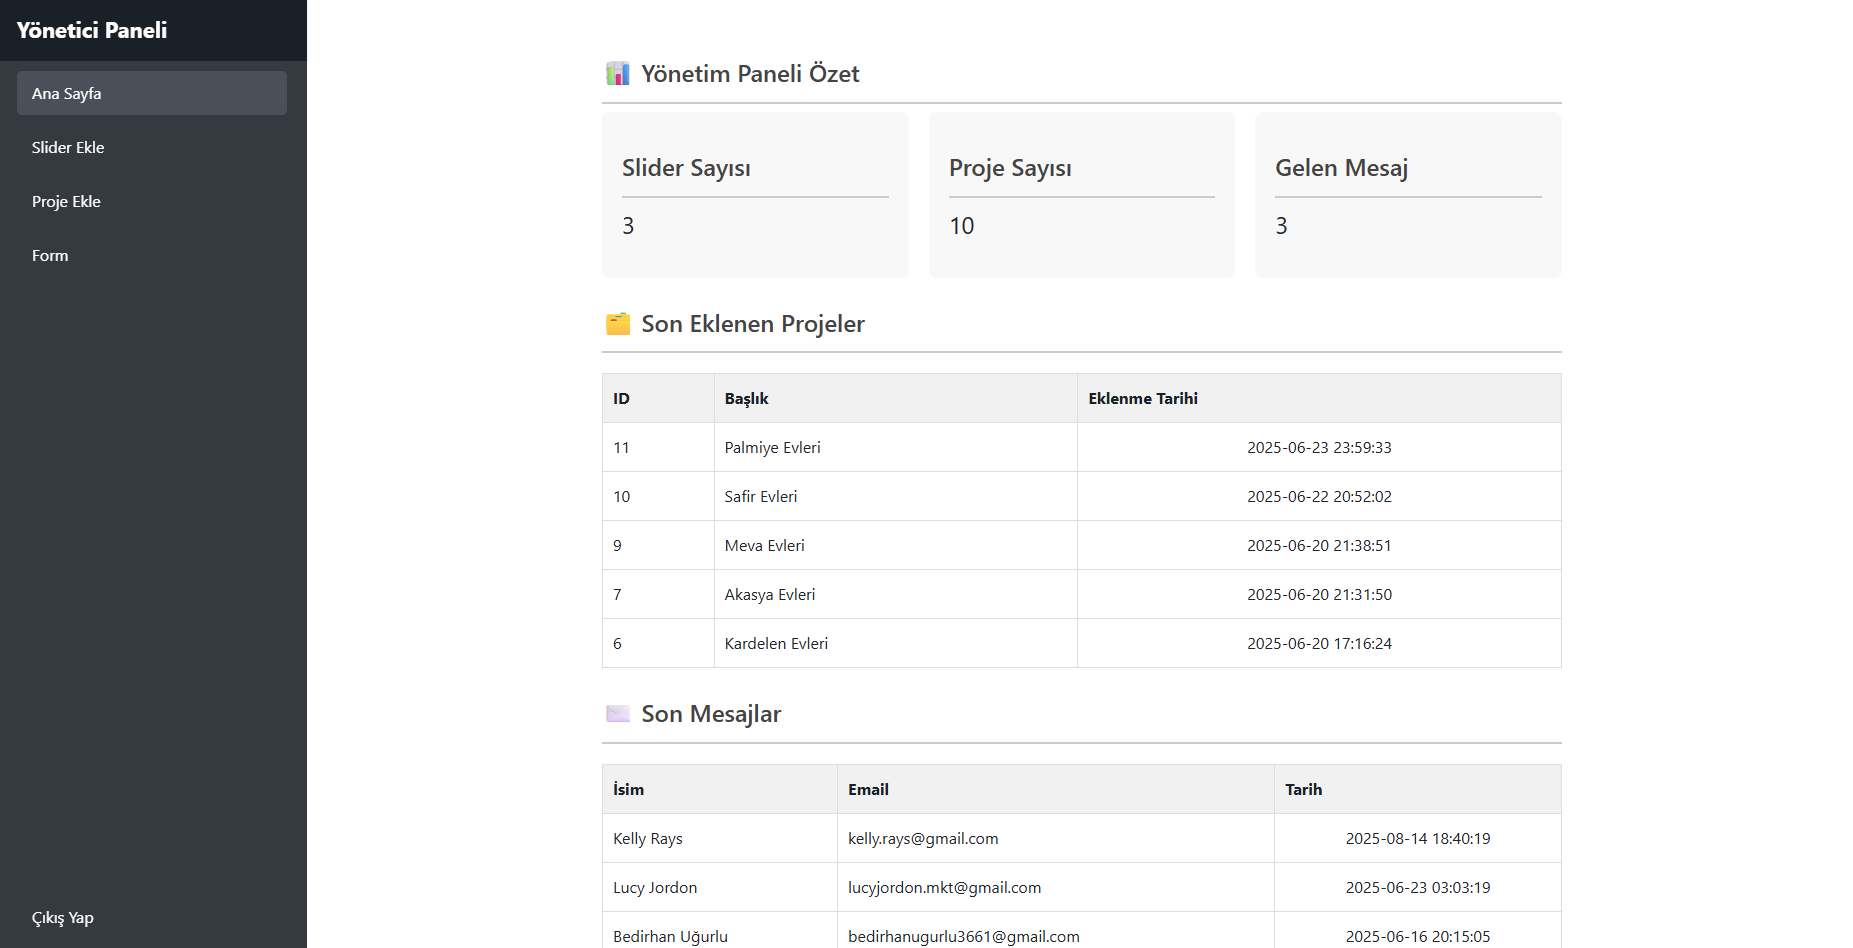 Yönetici Paneli
Ana Sayfa
Slider Ekle
Proje Ekle
Form
Çıkış Yap
Yönetim Paneli Özet
Slider Sayısı
3
Proje Sayısı
10
Gelen Mesaj
3
Son Eklenen Projeler
ID Başlık Eklenme Tarihi
11 Palmiye Evleri 2025-06-23 23:59:33
10 Safir Evleri 2025-06-22 20:52:02
9 Meva Evleri 2025-06-20 21:38:51
7 Akasya Evleri 2025-06-20 21:31:50
6 Kardelen Evleri 2025-06-20 17:16:24
Son Mesajlar
İsim Email Tarih
Kelly Rays kelly.rays@gmail.com 2025-08-14 18:40:19
Lucy Jordon lucyjordon.mkt@gmail.com 2025-06-23 03:03:19
Bedirhan Uğurlu bedirhanugurlu3661@gmail.com 2025-06-16 20:15:05